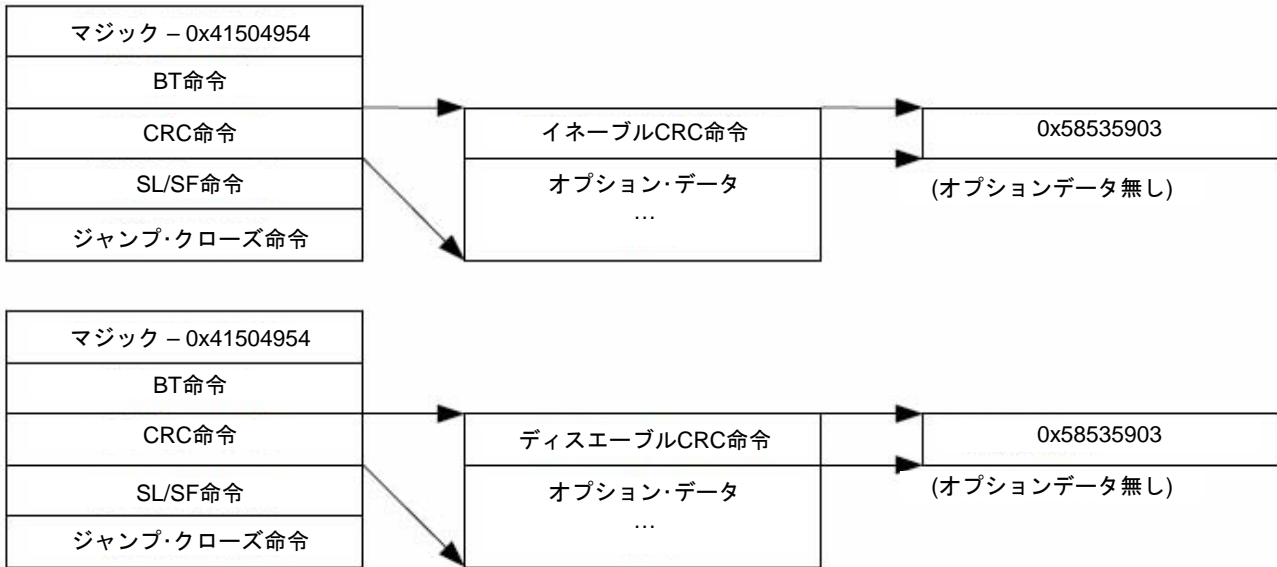 マジック – 0x41504954
BT命令
CRC命令
SL/SF命令
ジャンプ･クローズ命令
イネーブルCRC命令
オプション･データ
…
0x58535903
(オプションデータ無し)
マジック – 0x41504954
BT命令
CRC命令
SL/SF命令
ジャンプ･クローズ命令
ディスエーブルCRC命令
オプション･データ
…
0x58535903
(オプションデータ無し)